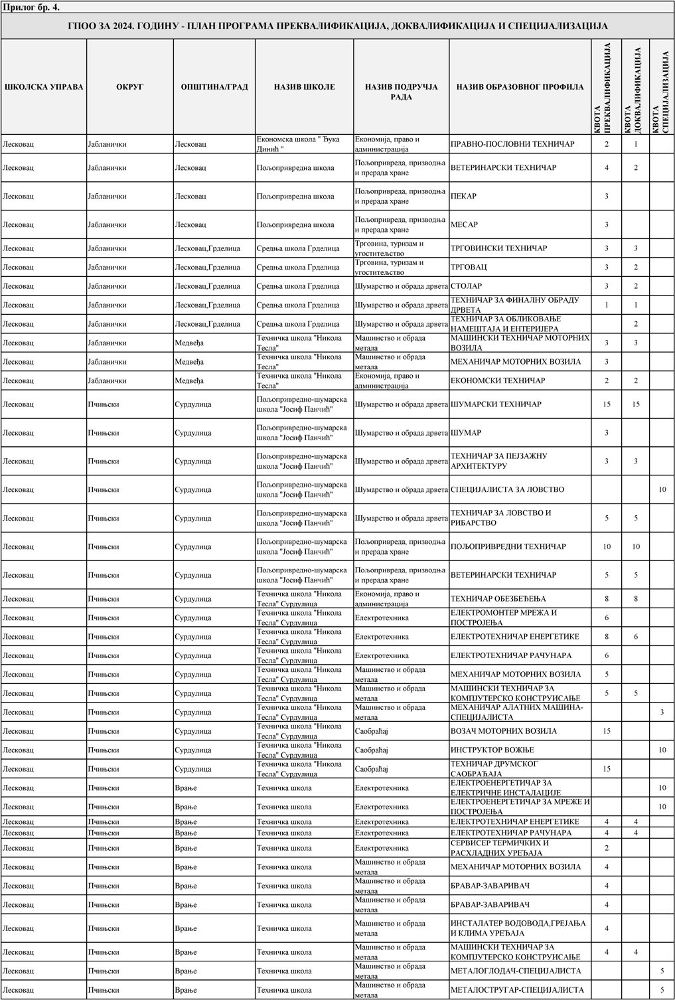 Прилог бр. 4.
ГПОО ЗА 2024. ГОДИНУ - ПЛАН ПРОГРАМА ПРЕКВАЛИФИКАЦИЈА, ДОКВАЛИФИКАЦИЈА И СПЕЦИЈАЛИЗАЦИЈА
ШКОЛСКА УПРАВА ОКРУГ ОПШТИНА/ГРАД НАЗИВ ШКОЛЕ НАЗИВ ПОДРУЧЈА РАДА НАЗИВ ОБРАЗОВНОГ ПРОФИЛА КВОТА ПРЕКВАЛИФИКАЦИЈА КВОТА ДОКВАЛИФИКАЦИЈА КВОТА СПЕЦИЈАЛИЗАЦИЈА
Лесковац Јабланички Лесковац Економска школа " Ђука Динић " Економија, право и администрација ПРАВНО-ПОСЛОВНИ ТЕХНИЧАР 2 1
Лесковац Јабланички Лесковац Пољопривредна школа Пољопривреда, призводња и прерада хране ВЕТЕРИНАРСКИ ТЕХНИЧАР 4 2
Лесковац Јабланички Лесковац Пољопривредна школа Пољопривреда, призводња и прерада хране ПЕКАР 3
Лесковац Јабланички Лесковац Пољопривредна школа Пољопривреда, призводња и прерада хране МЕСАР 3
Лесковац Јабланички Лесковац,Грделица Средња школа Грделица Трговина, туризам и угоститељство ТРГОВИНСКИ ТЕХНИЧАР 3 3
Лесковац Јабланички Лесковац,Грделица Средња школа Грделица Трговина, туризам и угоститељство ТРГОВАЦ 3 2
Лесковац Јабланички Лесковац,Грделица Средња школа Грделица Шумарство и обрада дрвета СТОЛАР 3 2
Лесковац Јабланички Лесковац,Грделица Средња школа Грделица Шумарство и обрада дрвета ТЕХНИЧАР ЗА ФИНАЛНУ ОБРАДУ ДРВЕТА 1 1
Лесковац Јабланички Лесковац,Грделица Средња школа Грделица Шумарство и обрада дрвета ТЕХНИЧАР ЗА ОБЛИКОВАЊЕ НАМЕШТАЈА И ЕНТЕРИЈЕРА 2
Лесковац Јабланички Медвеђа Техничка школа "Никола Тесла" Машинство и обрада метала МАШИНСКИ ТЕХНИЧАР МОТОРНИХ ВОЗИЛА 3 3
Лесковац Јабланички Медвеђа Техничка школа "Никола Тесла" Машинство и обрада метала МЕХАНИЧАР МОТОРНИХ ВОЗИЛА 3
Лесковац Јабланички Медвеђа Техничка школа "Никола Тесла" Економија, право и администрација ЕКОНОМСКИ ТЕХНИЧАР 2 2
Лесковац Пчињски Сурдулица Пољопривредно-шумарска школа "Јосиф Панчић" Шумарство и обрада дрвета ШУМАРСКИ ТЕХНИЧАР 15 15
Лесковац Пчињски Сурдулица Пољопривредно-шумарска школа "Јосиф Панчић" Шумарство и обрада дрвета ШУМАР 3
Лесковац Пчињски Сурдулица Пољопривредно-шумарска школа "Јосиф Панчић" Шумарство и обрада дрвета ТЕХНИЧАР ЗА ПЕЈЗАЖНУ АРХИТЕКТУРУ 3 3
Лесковац Пчињски Сурдулица Пољопривредно-шумарска школа "Јосиф Панчић" Шумарство и обрада дрвета СПЕЦИЈАЛИСТА ЗА ЛОВСТВО 10
Лесковац Пчињски Сурдулица Пољопривредно-шумарска школа "Јосиф Панчић" Шумарство и обрада дрвета ТЕХНИЧАР ЗА ЛОВСТВО И РИБАРСТВО 5 5
Лесковац Пчињски Сурдулица Пољопривредно-шумарска школа "Јосиф Панчић" Пољопривреда, призводња и прерада хране ПОЉОПРИВРЕДНИ ТЕХНИЧАР 10 10
Лесковац Пчињски Сурдулица Пољопривредно-шумарска школа "Јосиф Панчић" Пољопривреда, призводња и прерада хране ВЕТЕРИНАРСКИ ТЕХНИЧАР 5 5
Лесковац Пчињски Сурдулица Техничка школа "Никола Тесла" Сурдулица Економија, право и администрација ТЕХНИЧАР ОБЕЗБЕЂЕЊА 8 8
Лесковац Пчињски Сурдулица Техничка школа "Никола Тесла" Сурдулица Електротехника ЕЛЕКТРОМОНТЕР МРЕЖА И ПОСТРОЈЕЊА 6
Лесковац Пчињски Сурдулица Техничка школа "Никола Тесла" Сурдулица Електротехника ЕЛЕКТРОТЕХНИЧАР ЕНЕРГЕТИКЕ 8 6
Лесковац Пчињски Сурдулица Техничка школа "Никола Тесла" Сурдулица Електротехника ЕЛЕКТРОТЕХНИЧАР РАЧУНАРА 6
Лесковац Пчињски Сурдулица Техничка школа "Никола Тесла" Сурдулица Машинство и обрада метала МЕХАНИЧАР МОТОРНИХ ВОЗИЛА 5
Лесковац Пчињски Сурдулица Техничка школа "Никола Тесла" Сурдулица Машинство и обрада метала МАШИНСКИ ТЕХНИЧАР ЗА КОМПЈУТЕРСКО КОНСТРУИСАЊЕ 5 5
Лесковац Пчињски Сурдулица Техничка школа "Никола Тесла" Сурдулица Машинство и обрада метала МЕХАНИЧАР АЛАТНИХ МАШИНА-СПЕЦИЈАЛИСТА 3
Лесковац Пчињски Сурдулица Техничка школа "Никола Тесла" Сурдулица Саобраћај ВОЗАЧ МОТОРНИХ ВОЗИЛА 15
Лесковац Пчињски Сурдулица Техничка школа "Никола Тесла" Сурдулица Саобраћај ИНСТРУКТОР ВОЖЊЕ 10
Лесковац Пчињски Сурдулица Техничка школа "Никола Тесла" Сурдулица Саобраћај ТЕХНИЧАР ДРУМСКОГ САОБРАЋАЈА 15
Лесковац Пчињски Врање Техничка школа Електротехника ЕЛЕКТРОЕНЕРГЕТИЧАР ЗА ЕЛЕКТРИЧНЕ ИНСТАЛАЦИЈЕ 10
Лесковац Пчињски Врање Техничка школа Електротехника ЕЛЕКТРОЕНЕРГЕТИЧАР ЗА МРЕЖЕ И ПОСТРОЈЕЊА 10
Лесковац Пчињски Врање Техничка школа Електротехника ЕЛЕКТРОТЕХНИЧАР ЕНЕРГЕТИКЕ 4 4
Лесковац Пчињски Врање Техничка школа Електротехника ЕЛЕКТРОТЕХНИЧАР РАЧУНАРА 4 4
Лесковац Пчињски Врање Техничка школа Електротехника СЕРВИСЕР ТЕРМИЧКИХ И РАСХЛАДНИХ УРЕЂАЈА 2
Лесковац Пчињски Врање Техничка школа Машинство и обрада метала МЕХАНИЧАР МОТОРНИХ ВОЗИЛА 4
Лесковац Пчињски Врање Техничка школа Машинство и обрада метала БРАВАР-ЗАВАРИВАЧ 4
Лесковац Пчињски Врање Техничка школа Машинство и обрада метала БРАВАР-ЗАВАРИВАЧ 4
Лесковац Пчињски Врање Техничка школа Машинство и обрада метала ИНСТАЛАТЕР ВОДОВОДА,ГРЕЈАЊА И КЛИМА УРЕЂАЈА 4
Лесковац Пчињски Врање Техничка школа Машинство и обрада метала МАШИНСКИ ТЕХНИЧАР ЗА КОМПЈУТЕРСКО КОНСТРУИСАЊЕ 4 4
Лесковац Пчињски Врање Техничка школа Машинство и обрада метала МЕТАЛОГЛОДАЧ-СПЕЦИЈАЛИСТА 5
Лесковац Пчињски Врање Техничка школа Машинство и обрада метала МЕТАЛОСТРУГАР-СПЕЦИЈАЛИСТА 5